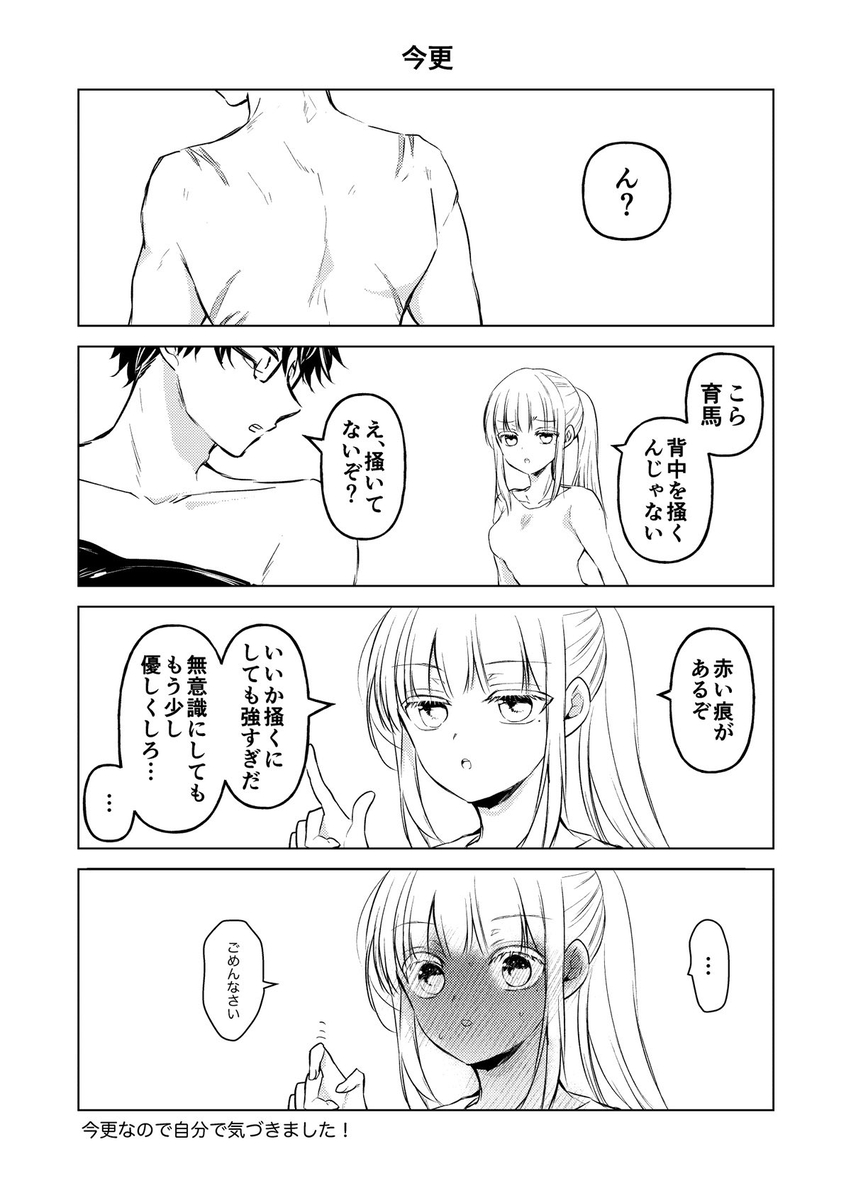 今更
ん？
こら
育馬
背中を掻く
んじゃない
え、掻いて
ないぞ？
赤い痕が
あるぞ
いいか掻くに
しても強すぎだ
無意識にしても
もう少し
優しくしろ…
…
…
ごめんなさい
今更なので自分で気づきました！